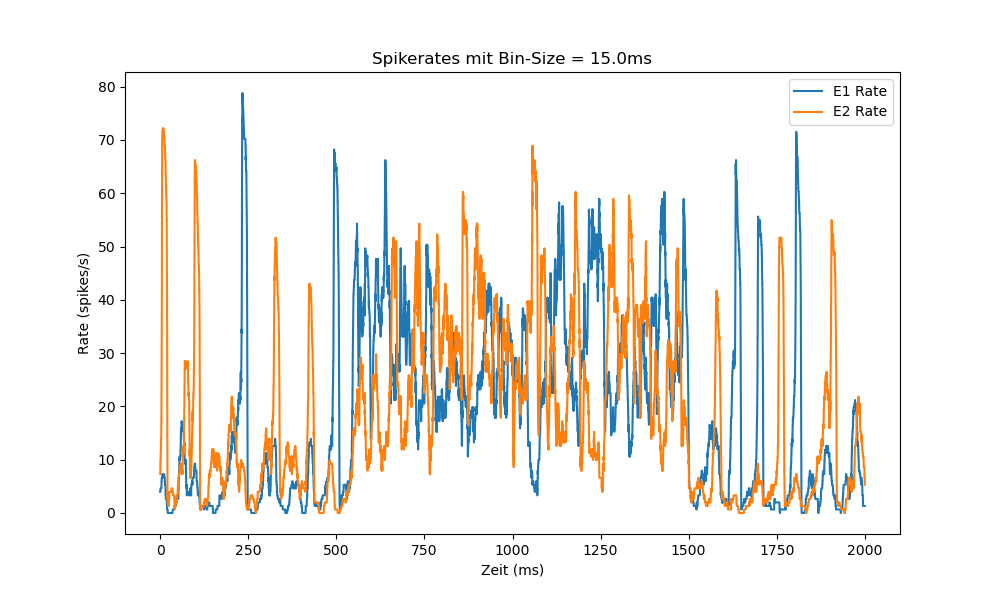 Spikerates mit Bin-Size = 15.0ms
E1 Rate
E2 Rate
80
70
60
50
40
30
20
10
0
Rate (spikes/s)
0 250 500 750 1000 1250 1500 1750 2000
Zeit (ms)